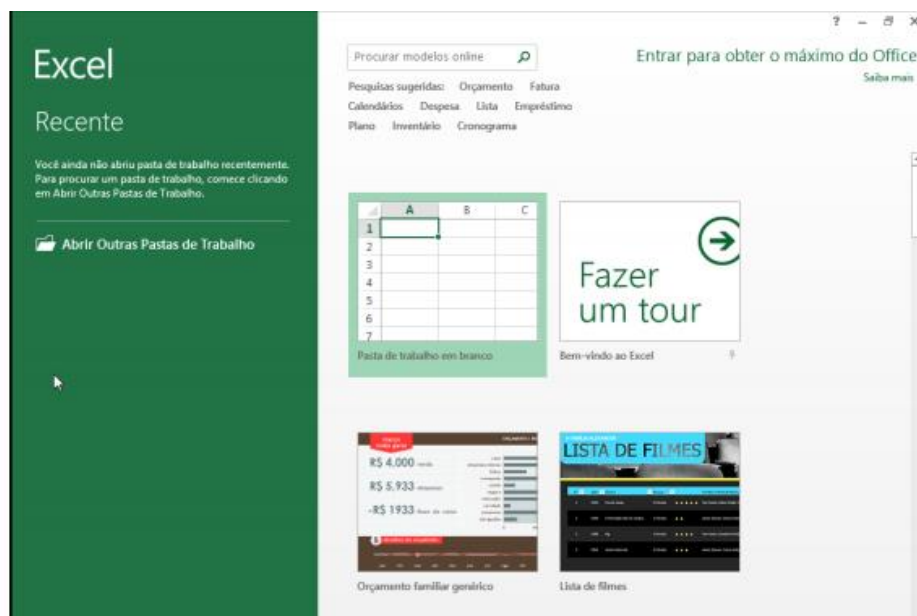 Excel
Recente
Você ainda não abriu pasta de trabalho recentemente.
Para procurar um pasta de trabalho, comece clicando
em Abrir Outras Pastas de Trabalho.
Abrir Outras Pastas de Trabalho
?
Entrar para obter o máximo do Office
Saiba mais
Procurar modelos online
Pesquisas sugeridas: Orçamento Fatura
Calendários Despesa Lista Empréstimo
Plano Inventário Cronograma
A B C
1
2
3
4
5
6
7
Pasta de trabalho em branco
Fazer
um tour
Bem-vindo ao Excel
R$ 4.000
R$ 5.933
-R$ 1933
Orçamento familiar genérico
LISTA DE FILMES
Lista de filmes